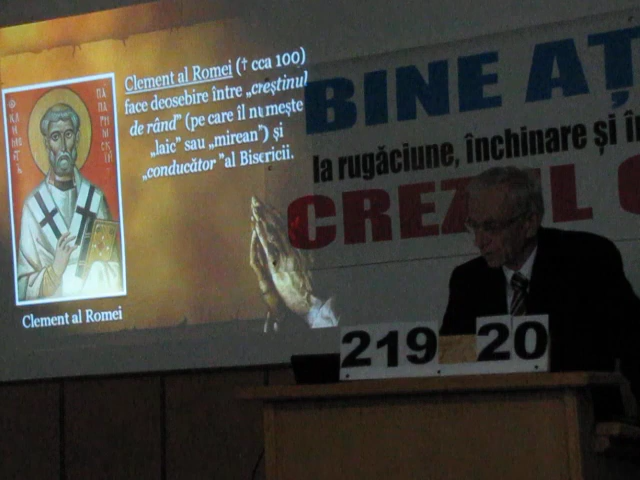 Clement al Romei († cca 100)
face deosebire între „creștinul
de rând” (pe care îl numește
„laic” sau „mirean”) și
„conducător ”al Bisericii.
Clement al Romei
BINE AȚ
la rugăciune, închinare și î
CREZUL
219 20